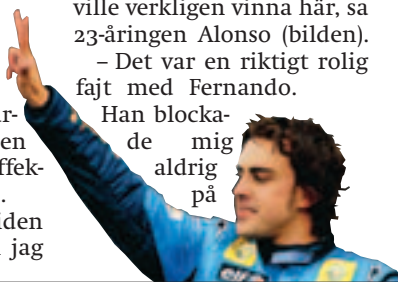 ville verkligen vinna här, sa
23-åringen Alonso (bilden).
– Det var en riktigt rolig
fajt med Fernando.
Han blocka-
de mig
aldrig
på
elf